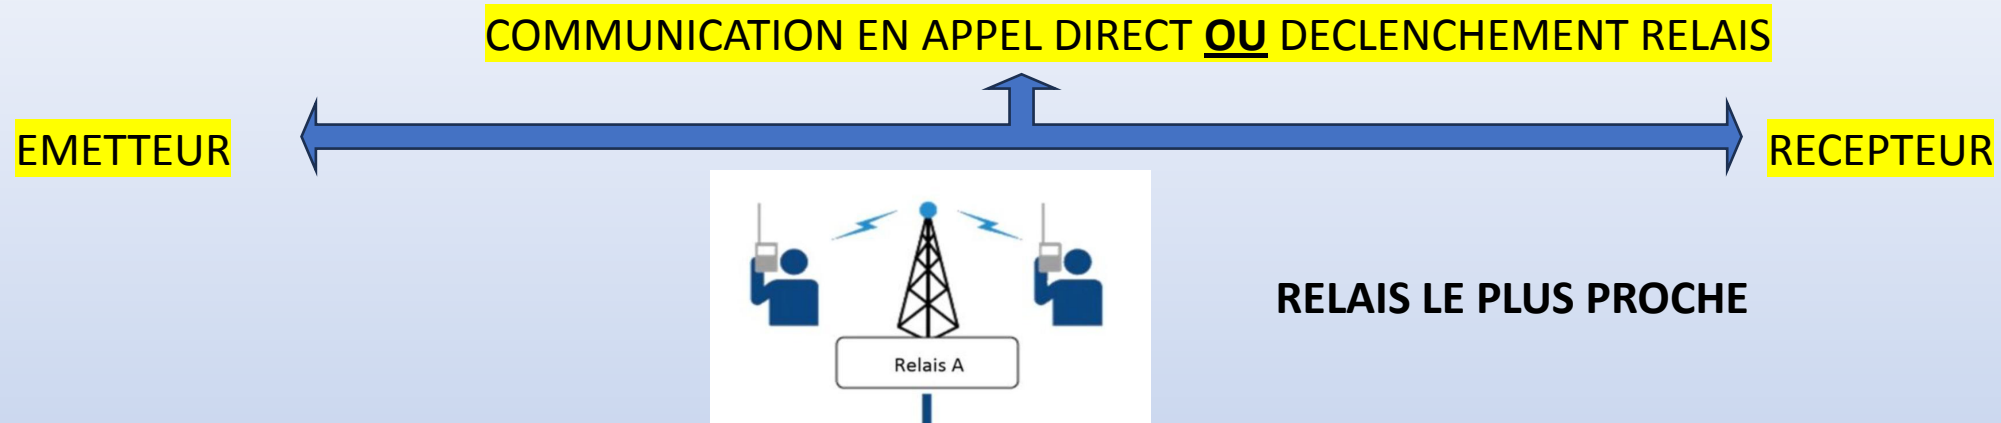 COMMUNICATION EN APPEL DIRECT OU DECLENCHEMENT RELAIS
EMETTEUR
RECEPTEUR
RELAIS LE PLUS PROCHE
Relais A